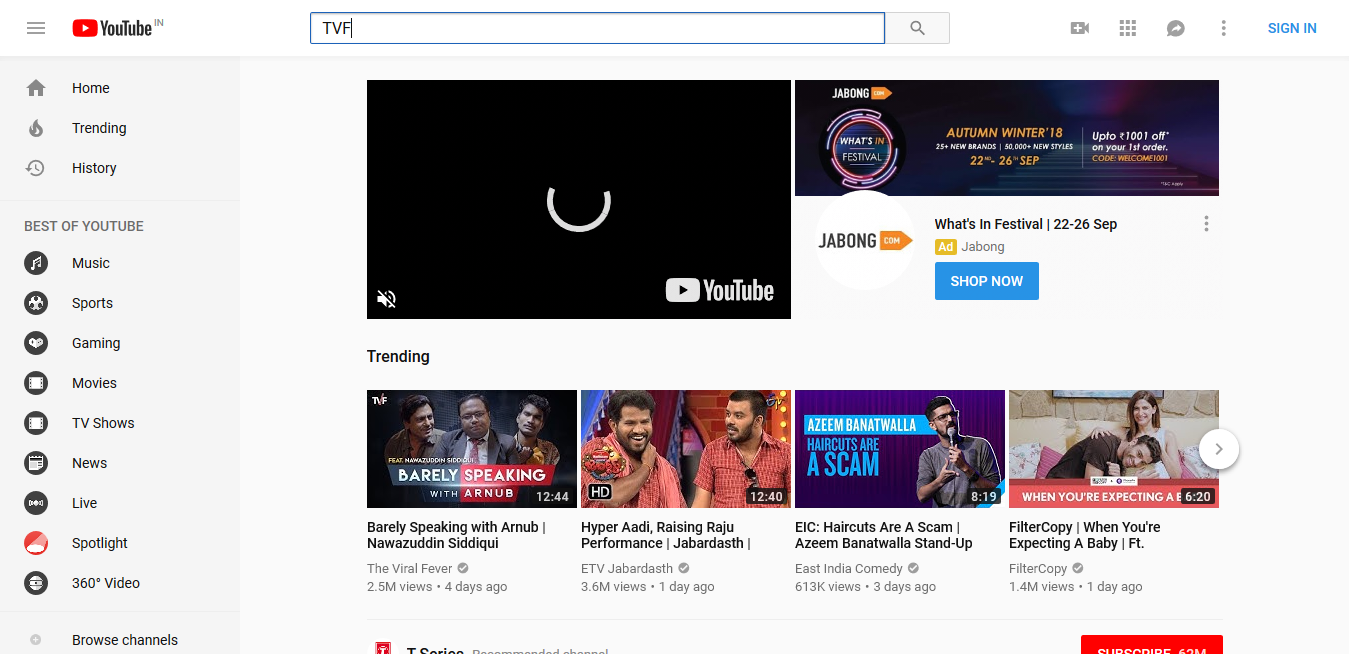 YouTube IN
TVF
SIGN IN
Home
Trending
History
BEST OF YOUTUBE
Music
Sports
Gaming
Movies
TV Shows
News
Live
Spotlight
360° Video
Browse channels
YouTube
JABONG COM
WHAT'S IN
FESTIVAL
AUTUMN WINTER'18
25+ NEW BRANDS | 50,000+ NEW STYLES
22ND- 26TH SEP
Upto ₹1001 off*
on your 1st order.
CODE: WELCOME1001
*T&C Apply
JABONG COM
What's In Festival | 22-26 Sep
Ad Jabong
SHOP NOW
Trending
TVF
FEAT. NAWAZUDDIN SIDDIQUI
BARELY SPEAKING
WITH ARNUB
12:44
Barely Speaking with Arnub |
Nawazuddin Siddiqui
The Viral Fever
2.5M views • 4 days ago
HD
12:40
Hyper Aadi, Raising Raju
Performance | Jabardasth |
ETV Jabardasth
3.6M views • 1 day ago
AZEEM BANATWALLA
HAIRCUTS ARE
A SCAM
8:19
EIC: Haircuts Are A Scam |
Azeem Banatwalla Stand-Up
East India Comedy
613K views • 3 days ago
WHEN YOU'RE EXPECTING A
6:20
FilterCopy | When You're
Expecting A Baby | Ft.
FilterCopy
1.4M views • 1 day ago
T-Series Recommended channel
SUBSCRIBE 62M